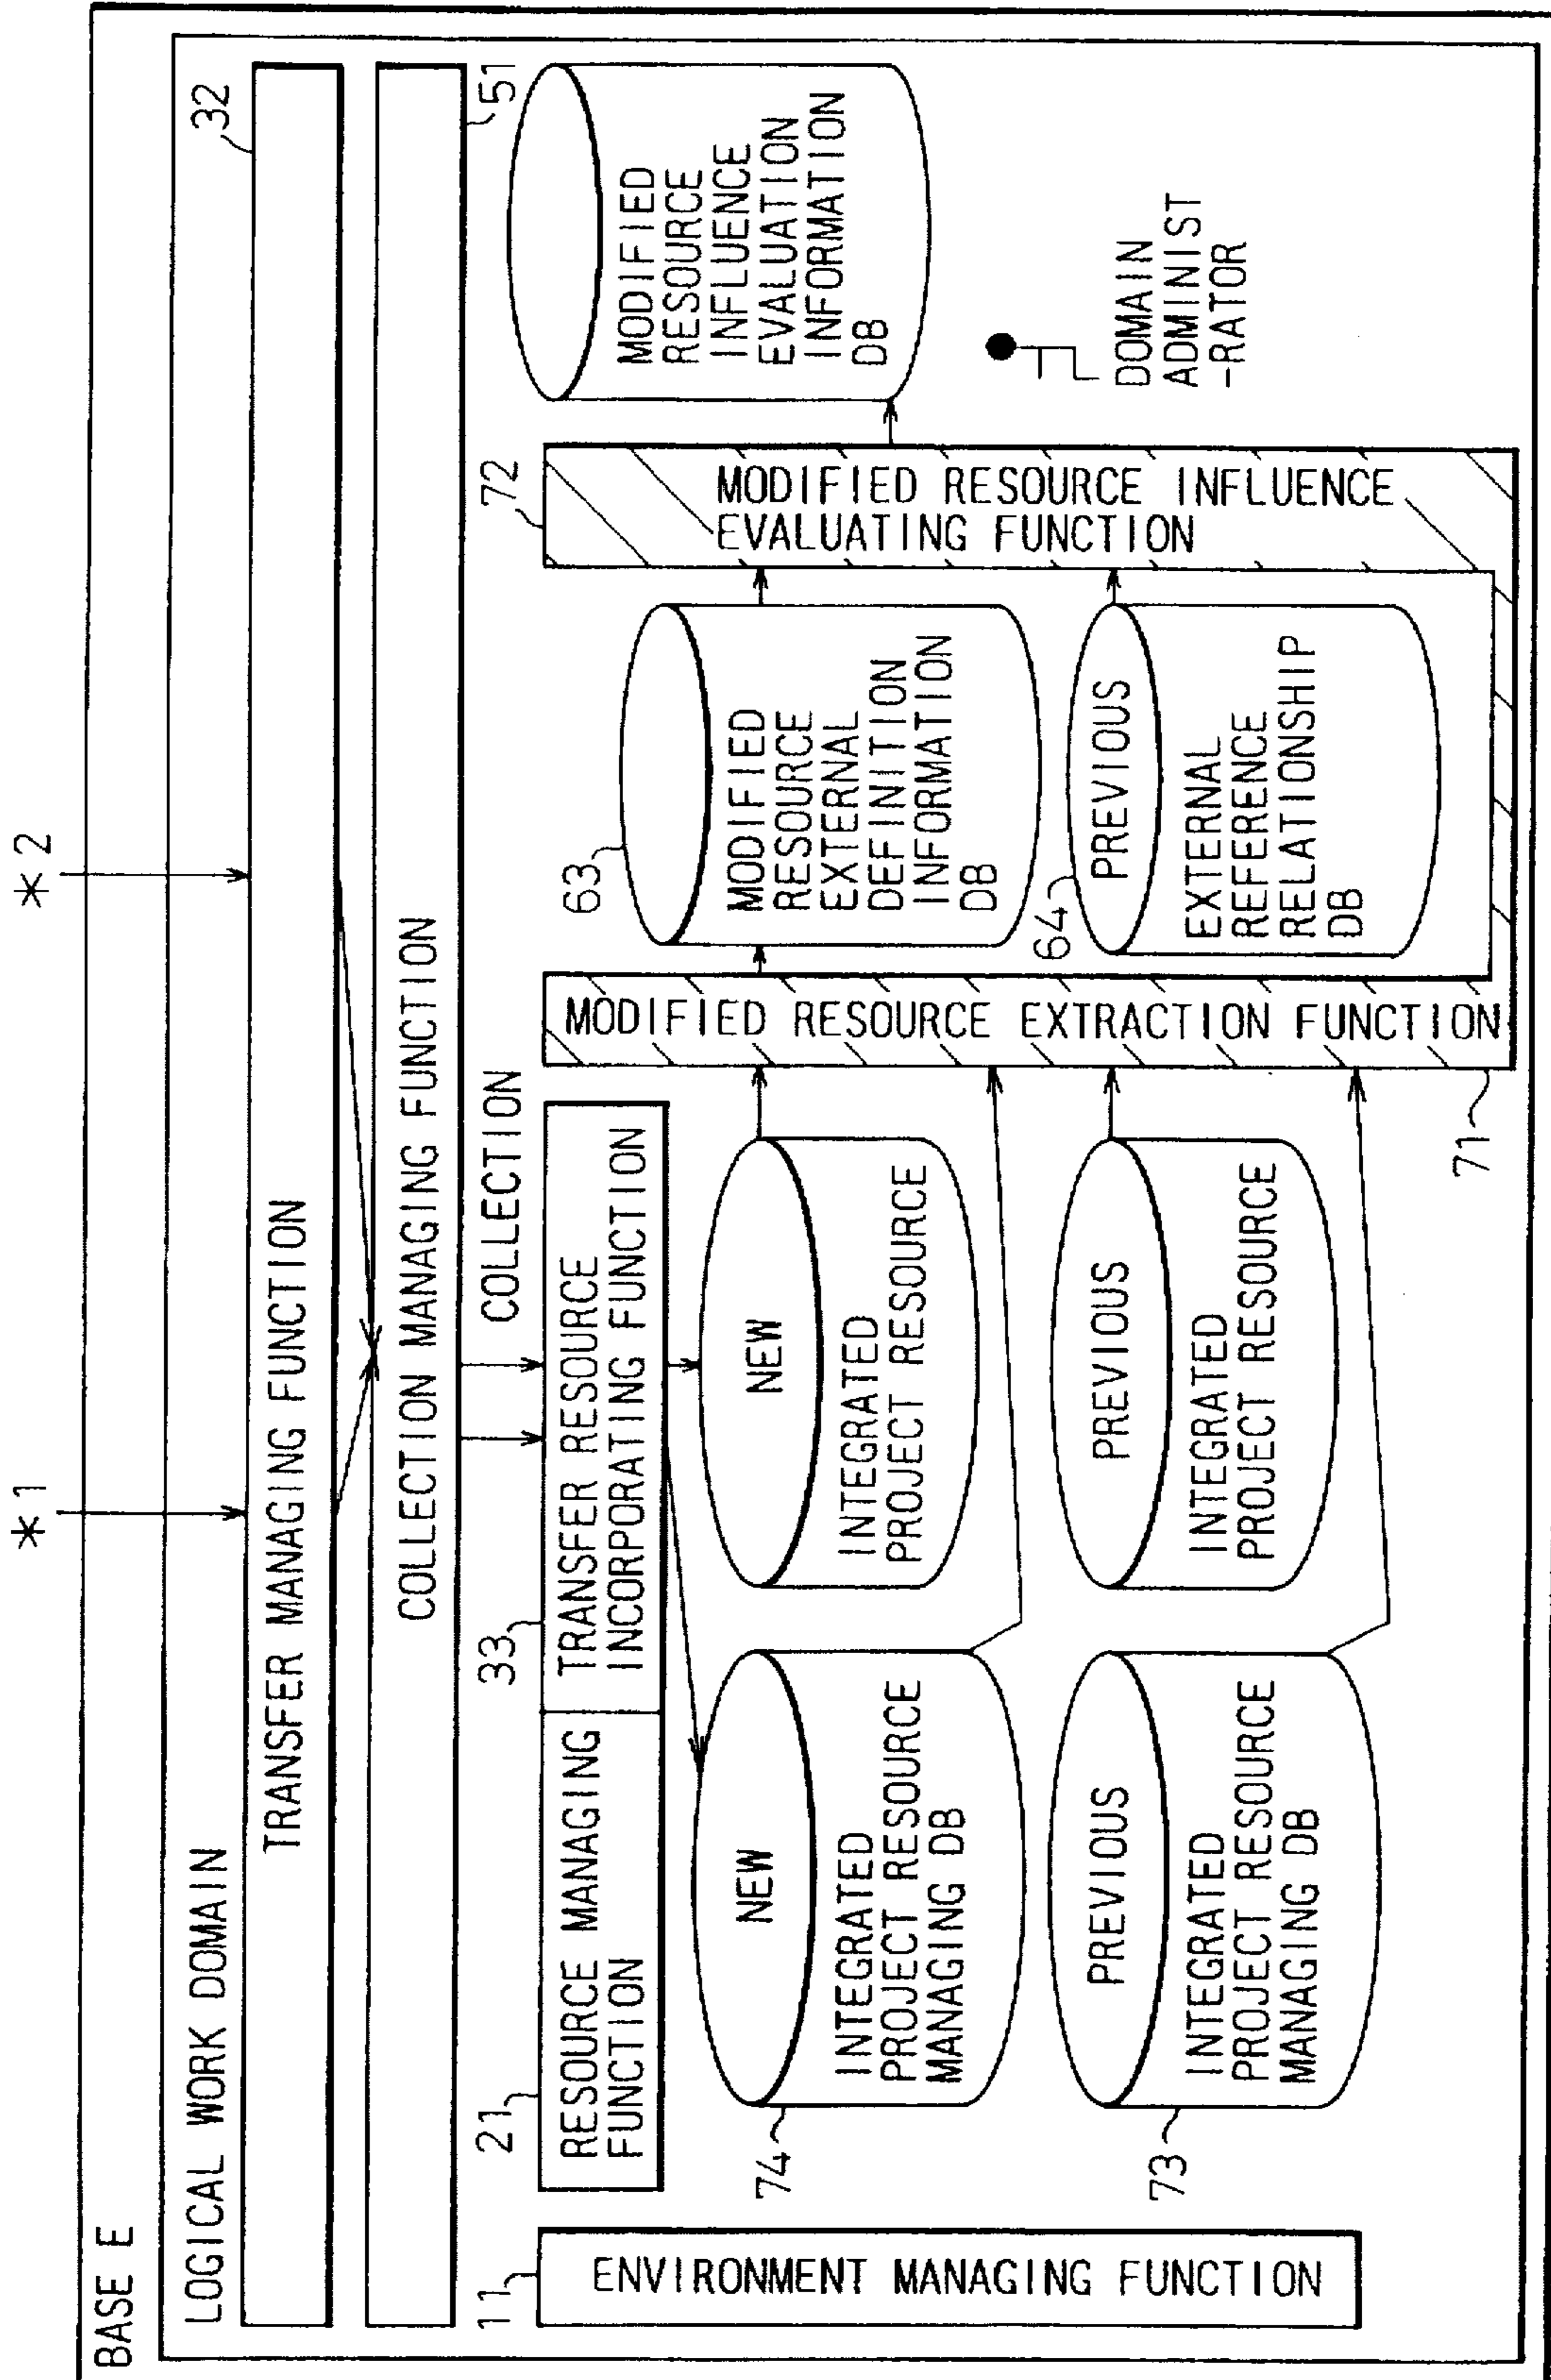 *1
*2
BASE E
LOGICAL WORK DOMAIN
32
TRANSFER MANAGING FUNCTION
COLLECTION MANAGING FUNCTION
51
11
ENVIRONMENT MANAGING FUNCTION
21
RESOURCE MANAGING
FUNCTION
33
TRANSFER RESOURCE
INCORPORATING FUNCTION
COLLECTION
74
NEW
INTEGRATED
PROJECT RESOURCE
MANAGING DB
NEW
INTEGRATED
PROJECT RESOURCE
73
PREVIOUS
INTEGRATED
PROJECT RESOURCE
MANAGING DB
PREVIOUS
INTEGRATED
PROJECT RESOURCE
MODIFIED RESOURCE EXTRACTION FUNCTION
71
63
MODIFIED
RESOURCE
EXTERNAL
DEFINITION
INFORMATION
DB
64
PREVIOUS
EXTERNAL
REFERENCE
RELATIONSHIP
DB
72
MODIFIED RESOURCE INFLUENCE
EVALUATING FUNCTION
MODIFIED
RESOURCE
INFLUENCE
EVALUATION
INFORMATION
DB
DOMAIN
ADMINIST
-RATOR